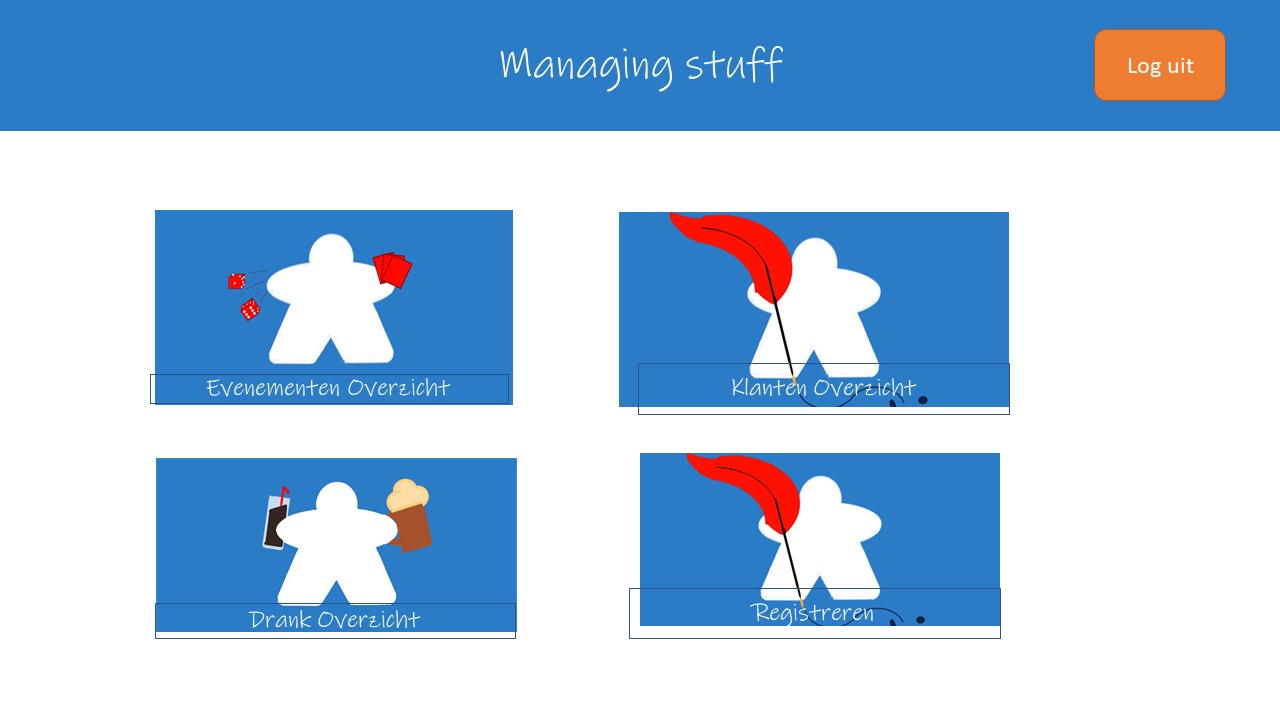 Managing stuff
Log uit
Evenementen Overzicht
Klanten Overzicht
Drank Overzicht
Registreren